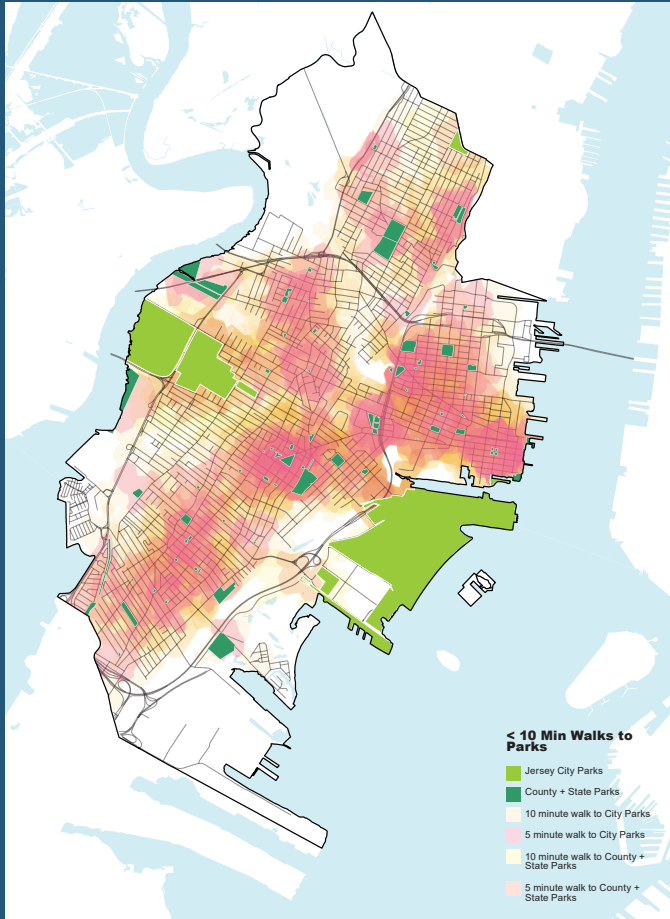 < 10 Min Walks to
Parks
Jersey City Parks
County + State Parks
10 minute walk to City Parks
5 minute walk to City Parks
10 minute walk to County +
State Parks
5 minute walk to County +
State Parks